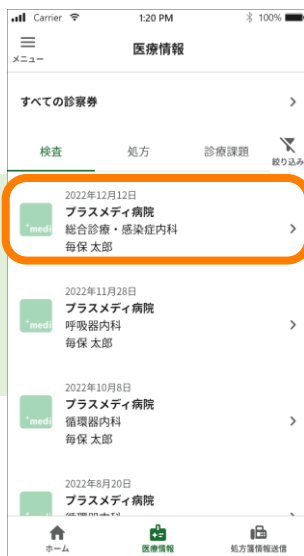 Carrier 1:20 PM 100%
メニュー
医療情報
すべての診察券
検査 処方 診療課題 絞り込み
2022年12月12日
プラスメディ病院
総合診療・感染症内科
毎保 太郎
+medi
2022年11月28日
プラスメディ病院
呼吸器内科
毎保 太郎
+medi
2022年10月8日
プラスメディ病院
循環器内科
毎保 太郎
+medi
2022年8月20日
プラスメディ病院
ホーム 医療情報 処方箋情報送信